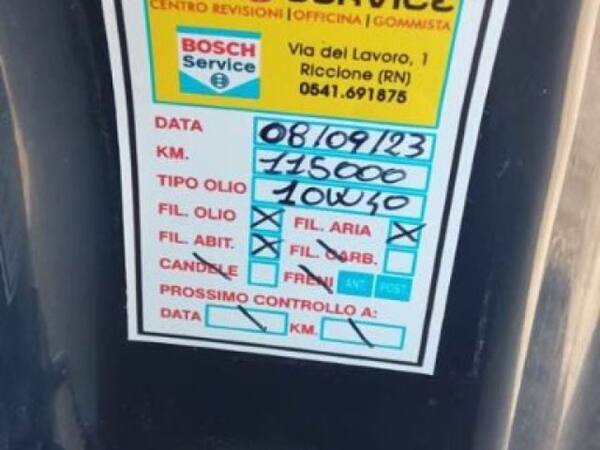 SERVICE
CENTRO REVISIONI | OFFICINA | GOMMISTA
BOSCH
Service
Via del Lavoro, 1
Riccione (RN)
0541.691875
DATA 08/09/23
KM. 115000
TIPO OLIO 10W40
FIL. OLIO X FIL. ARIA X
FIL. ABIT. X FIL. CARB.
CANDELE FRENI ANT. POST.
PROSSIMO CONTROLLO A:
DATA KM.